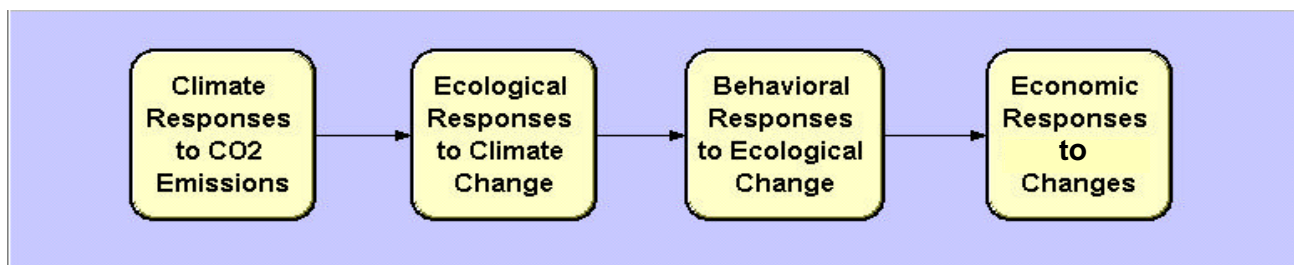 Climate
Responses
to CO2
Emissions
Ecological
Responses
to Climate
Change
Behavioral
Responses
to Ecological
Change
Economic
Responses
to
Changes